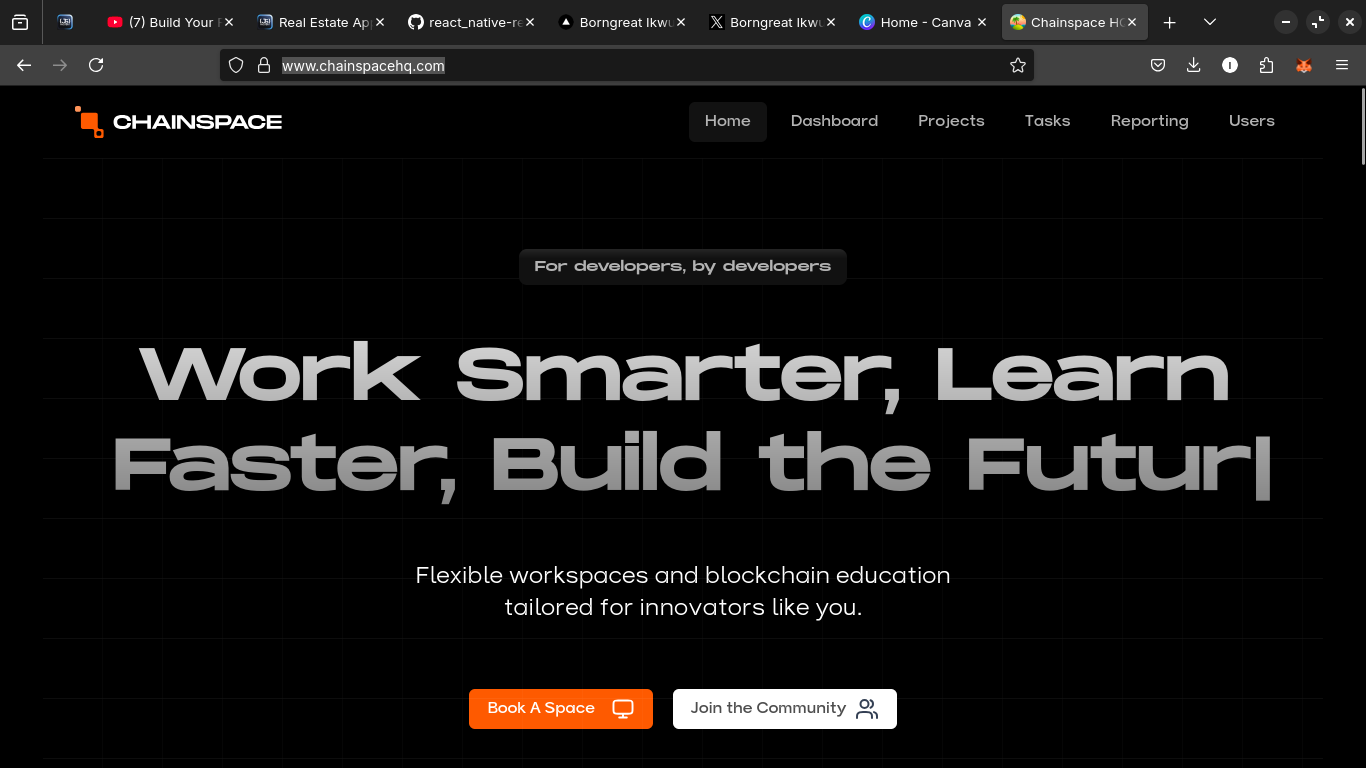 (7) Build Your
Real Estate Ap
react_native-re
Borngreat Ikwu
Borngreat Ikwu
Home - Canva
Chainspace H
www.chainspacehq.com
CHAINSPACE
Home
Dashboard
Projects
Tasks
Reporting
Users
For developers, by developers
Work Smarter, Learn
Faster, Build the Futur|
Flexible workspaces and blockchain education
tailored for innovators like you.
Book A Space
Join the Community